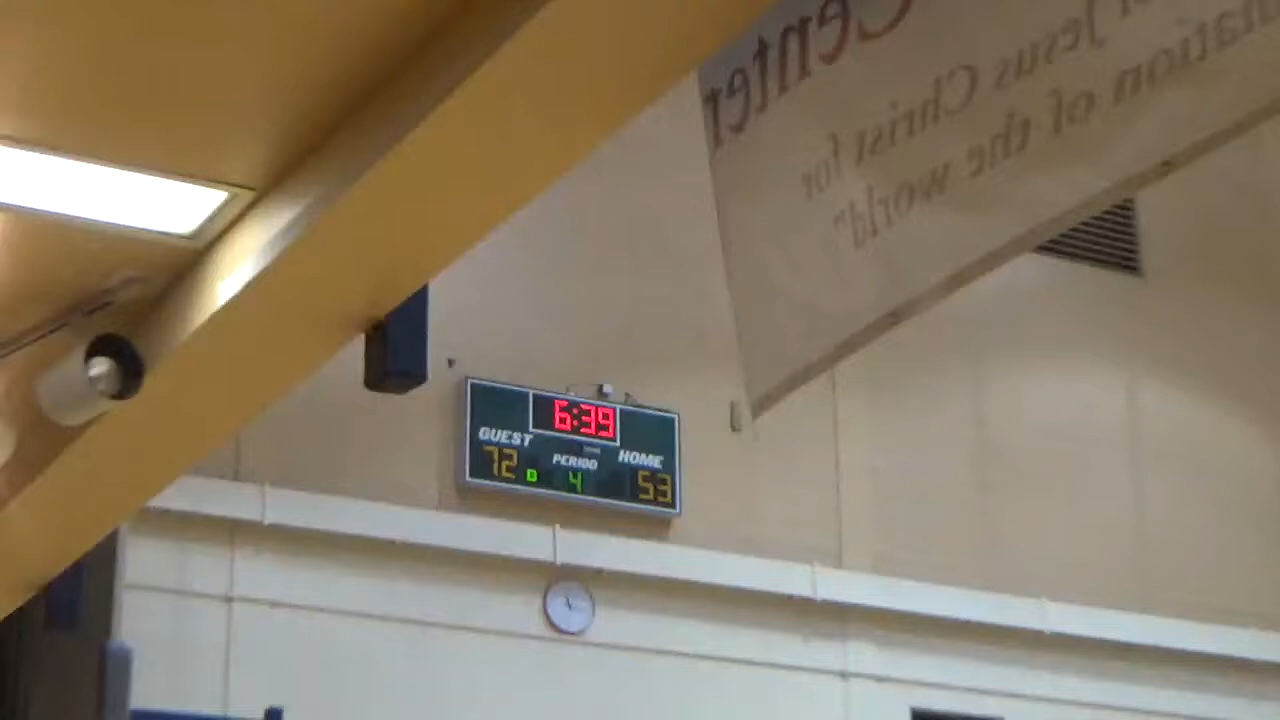 Center
Jesus Christ for
of the world"
6:39
GUEST
HOME
PERIOD
72
B
4
53